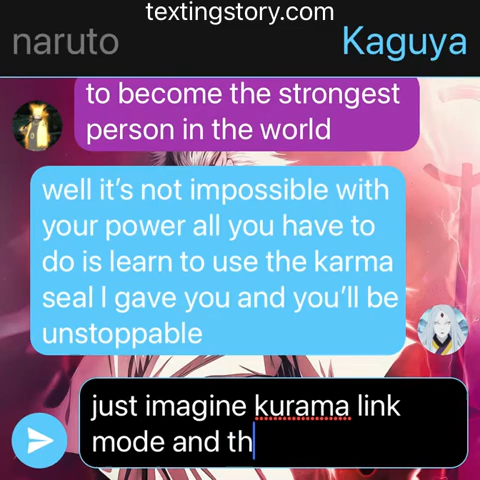 textingstory.com
naruto Kaguya
to become the strongest
person in the world
well it’s not impossible with
your power all you have to
do is learn to use the karma
seal I gave you and you’ll be
unstoppable
just imagine kurama link
mode and th